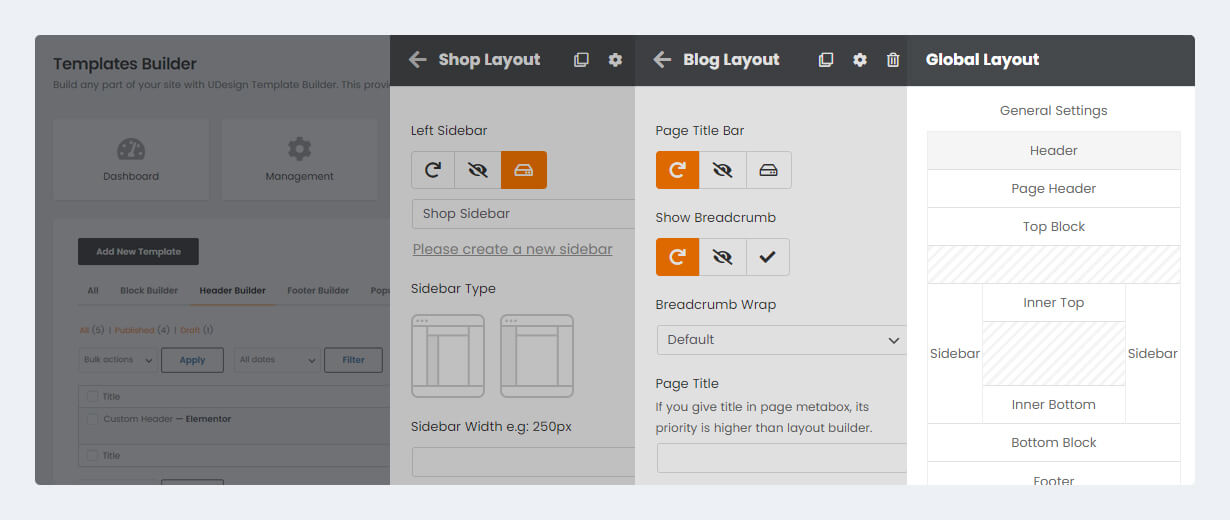 Templates Builder
Build any part of your site with UDesign Template Builder. This provi
Dashboard
Management
Add New Template
All
Block Builder
Header Builder
Footer Builder
Popu
All (5) | Published (4) | Draft (1)
Bulk actions
Apply
All dates
Filter
Title
Custom Header — Elementor
Title
Shop Layout
Left Sidebar
Shop Sidebar
Please create a new sidebar
Sidebar Type
Sidebar Width e.g: 250px
Blog Layout
Page Title Bar
Show Breadcrumb
Breadcrumb Wrap
Default
Page Title
If you give title in page metabox, its
priority is higher than layout builder.
Global Layout
General Settings
Header
Page Header
Top Block
Inner Top
Sidebar
Sidebar
Inner Bottom
Bottom Block
Footer